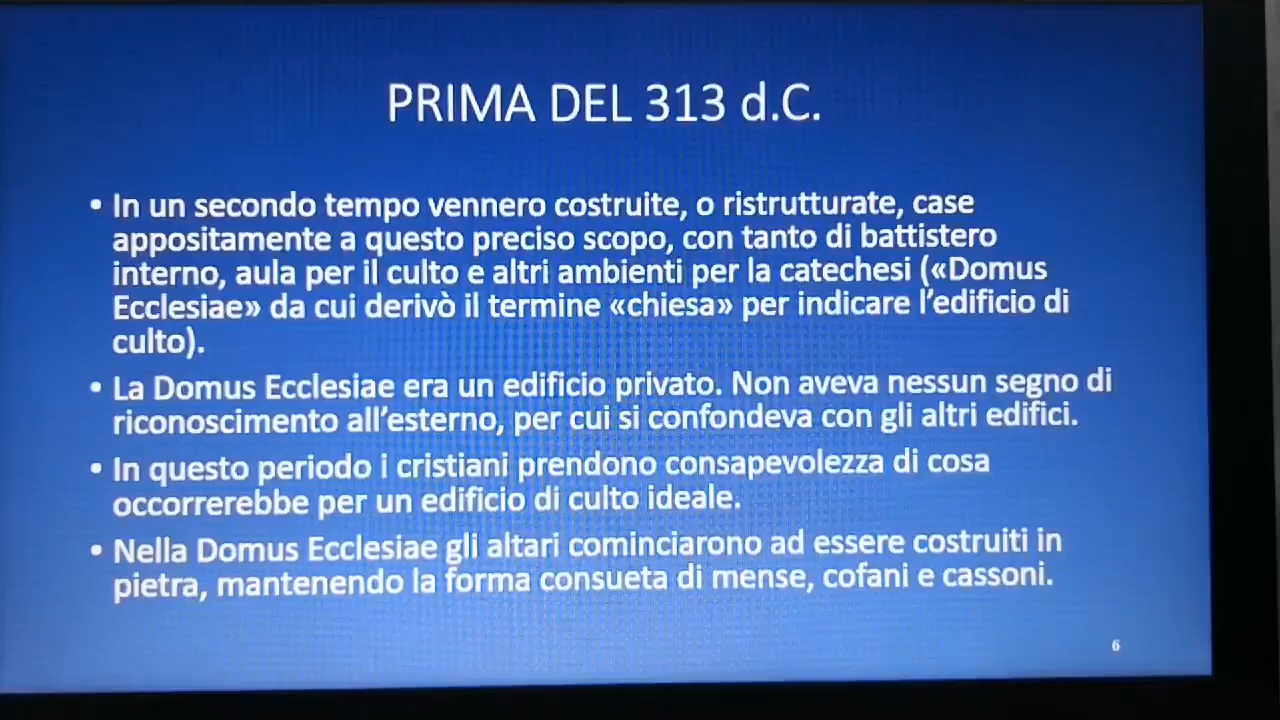 PRIMA DEL 313 d.C.
• In un secondo tempo vennero costruite, o ristrutturate, case
appositamente a questo preciso scopo, con tanto di battistero
interno, aula per il culto e altri ambienti per la catechesi («Domus
Ecclesiae» da cui derivò il termine «chiesa» per indicare l’edificio di
culto).
• La Domus Ecclesiae era un edificio privato. Non aveva nessun segno di
riconoscimento all’esterno, per cui si confondeva con gli altri edifici.
• In questo periodo i cristiani prendono consapevolezza di cosa
occorrerebbe per un edificio di culto ideale.
• Nella Domus Ecclesiae gli altari cominciarono ad essere costruiti in
pietra, mantenendo la forma consueta di mense, cofani e cassoni.
6